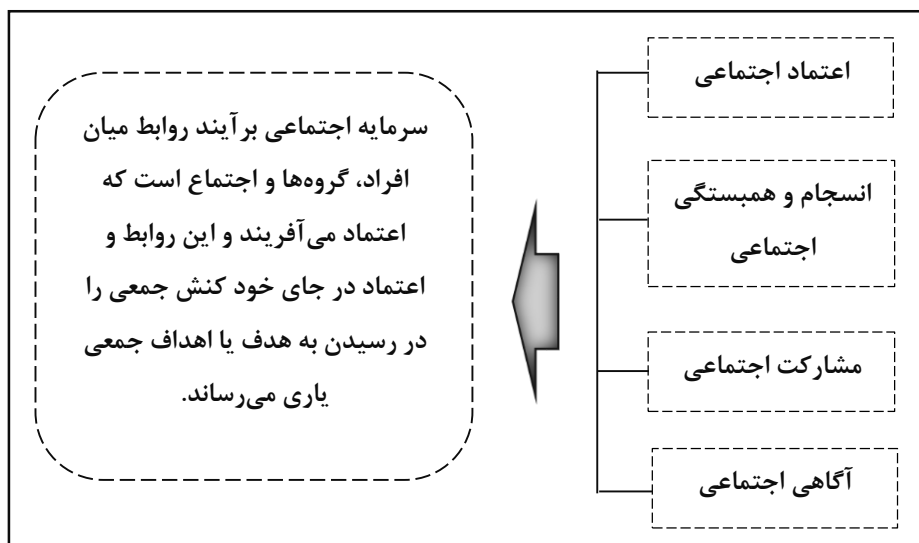 اعتماد اجتماعی
انسجام و همبستگی
اجتماعی
مشارکت اجتماعی
آگاهی اجتماعی
سرمایه اجتماعی برآیند روابط میان
افراد، گروه‌ها و اجتماع است که
اعتماد می‌آفریند و این روابط و
اعتماد در جای خود کنش جمعی را
در رسیدن به هدف یا اهداف جمعی
یاری می‌رساند.